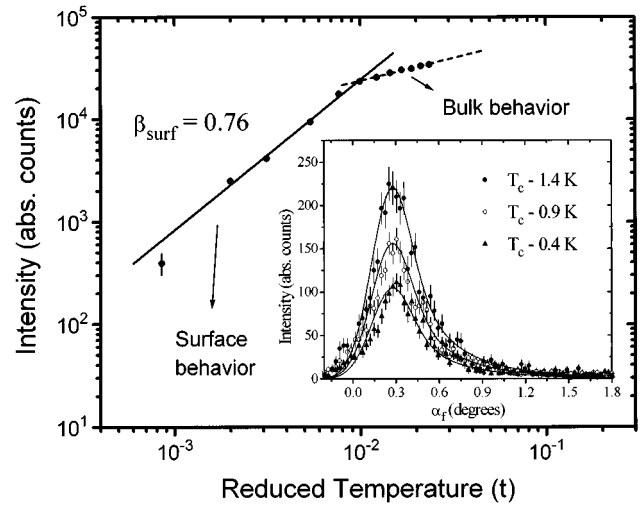 10^5
10^4
10^3
10^2
10^1
Intensity (abs. counts)
β_surf = 0.76
Bulk behavior
Surface
behavior
250
200
150
100
50
0
Intensity (abs. counts)
T_c - 1.4 K
T_c - 0.9 K
T_c - 0.4 K
0.0 0.3 0.6 0.9 1.2 1.5 1.8
α_f (degrees)
10^-3 10^-2 10^-1
Reduced Temperature (t)